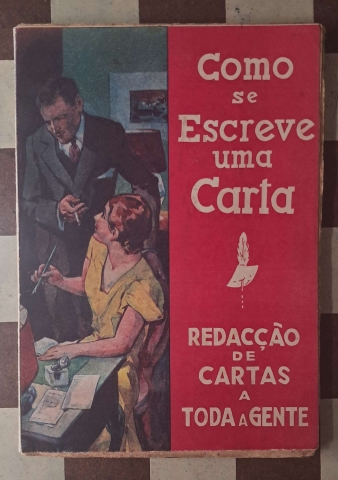 Como
se
Escreve
uma
Carta
REDACÇÃO
DE
CARTAS
A
TODA A GENTE